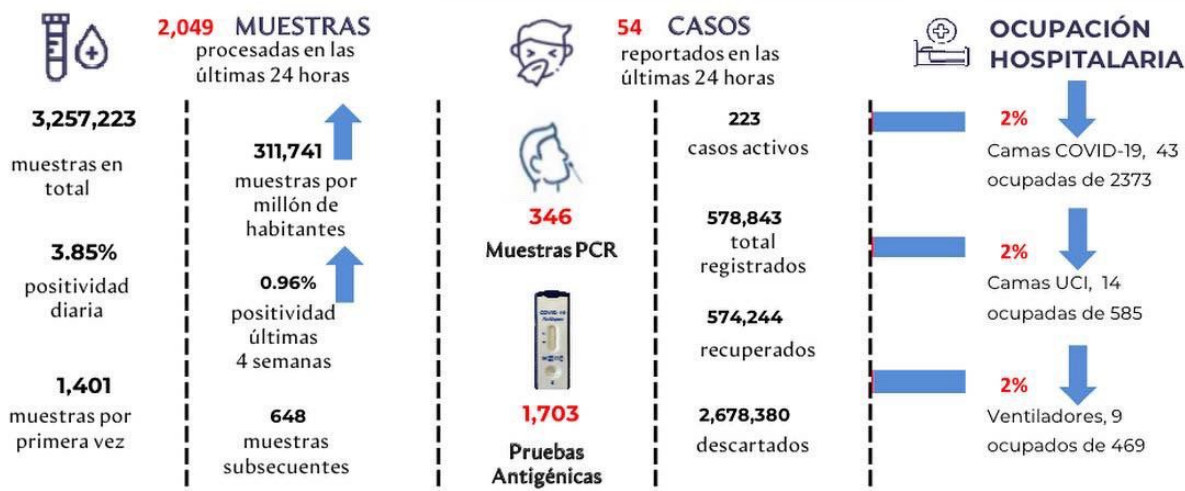 2,049 MUESTRAS
procesadas en las
últimas 24 horas
3,257,223
muestras en
total
3.85%
positividad
diaria
1,401
muestras por
primera vez
311,741
muestras por
millón de
habitantes
0.96%
positividad
últimas
4 semanas
648
muestras
subsecuentes
54 CASOS
reportados en las
últimas 24 horas
346
Muestras PCR
COVID-19
1,703
Pruebas
Antigénicas
223
casos activos
578,843
total
registrados
574,244
recuperados
2,678,380
descartados
OCUPACIÓN
HOSPITALARIA
2%
Camas COVID-19, 43
ocupadas de 2373
2%
Camas UCI, 14
ocupadas de 585
2%
Ventiladores, 9
ocupados de 469